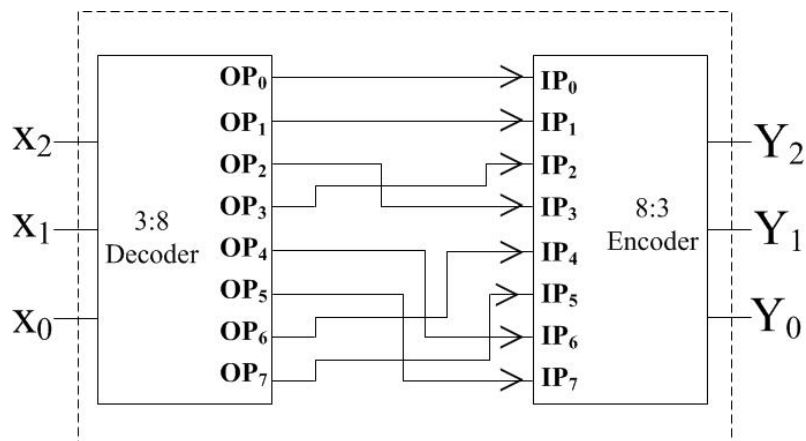 OP₀ IP₀
OP₁ IP₁
X₂ OP₂ IP₂ Y₂
OP₃ IP₃
X₁ 3:8 8:3 Y₁
Decoder OP₄ IP₄ Encoder
OP₅ IP₅
X₀ OP₆ IP₆ Y₀
OP₇ IP₇